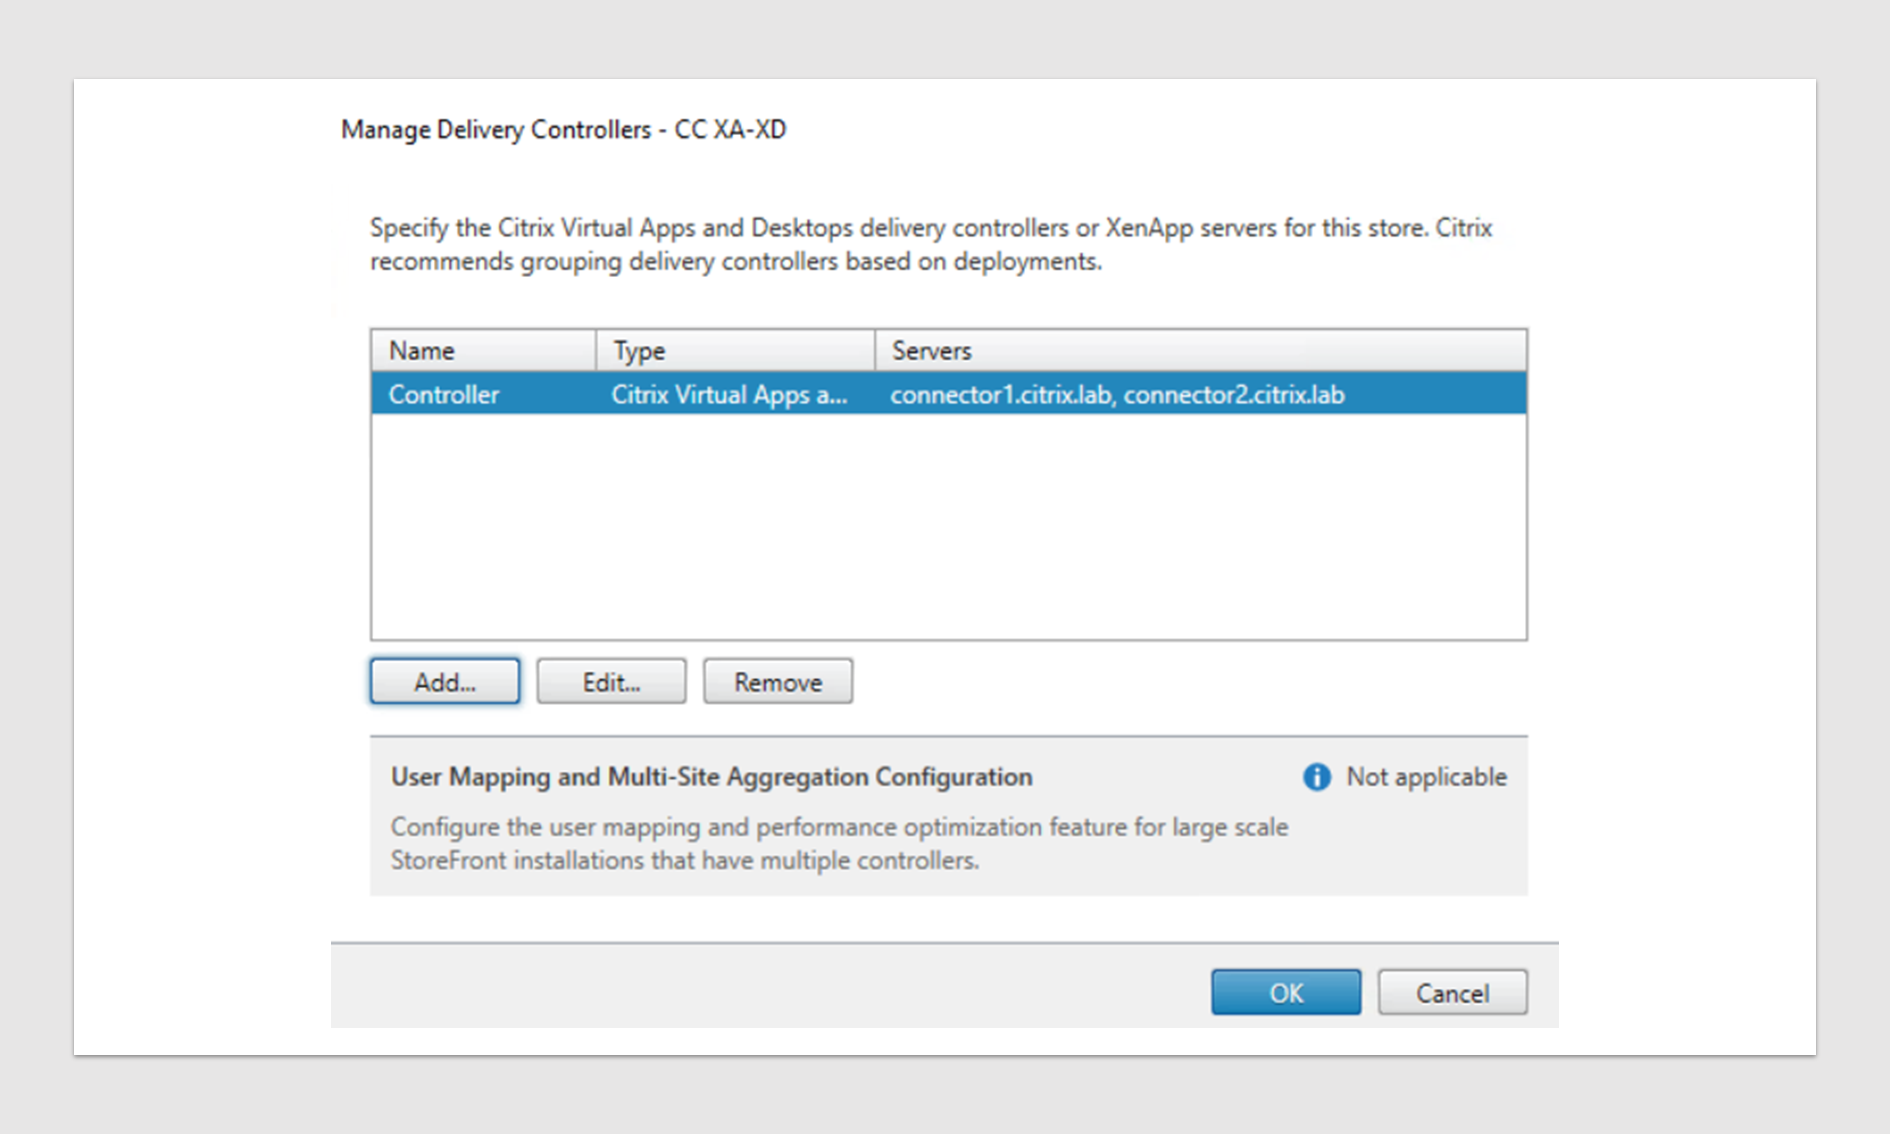 Manage Delivery Controllers - CC XA-XD
Specify the Citrix Virtual Apps and Desktops delivery controllers or XenApp servers for this store. Citrix
recommends grouping delivery controllers based on deployments.
Name Type Servers
Controller Citrix Virtual Apps a... connector1.citrix.lab, connector2.citrix.lab
Add... Edit... Remove
User Mapping and Multi-Site Aggregation Configuration Not applicable
Configure the user mapping and performance optimization feature for large scale
StoreFront installations that have multiple controllers.
OK Cancel